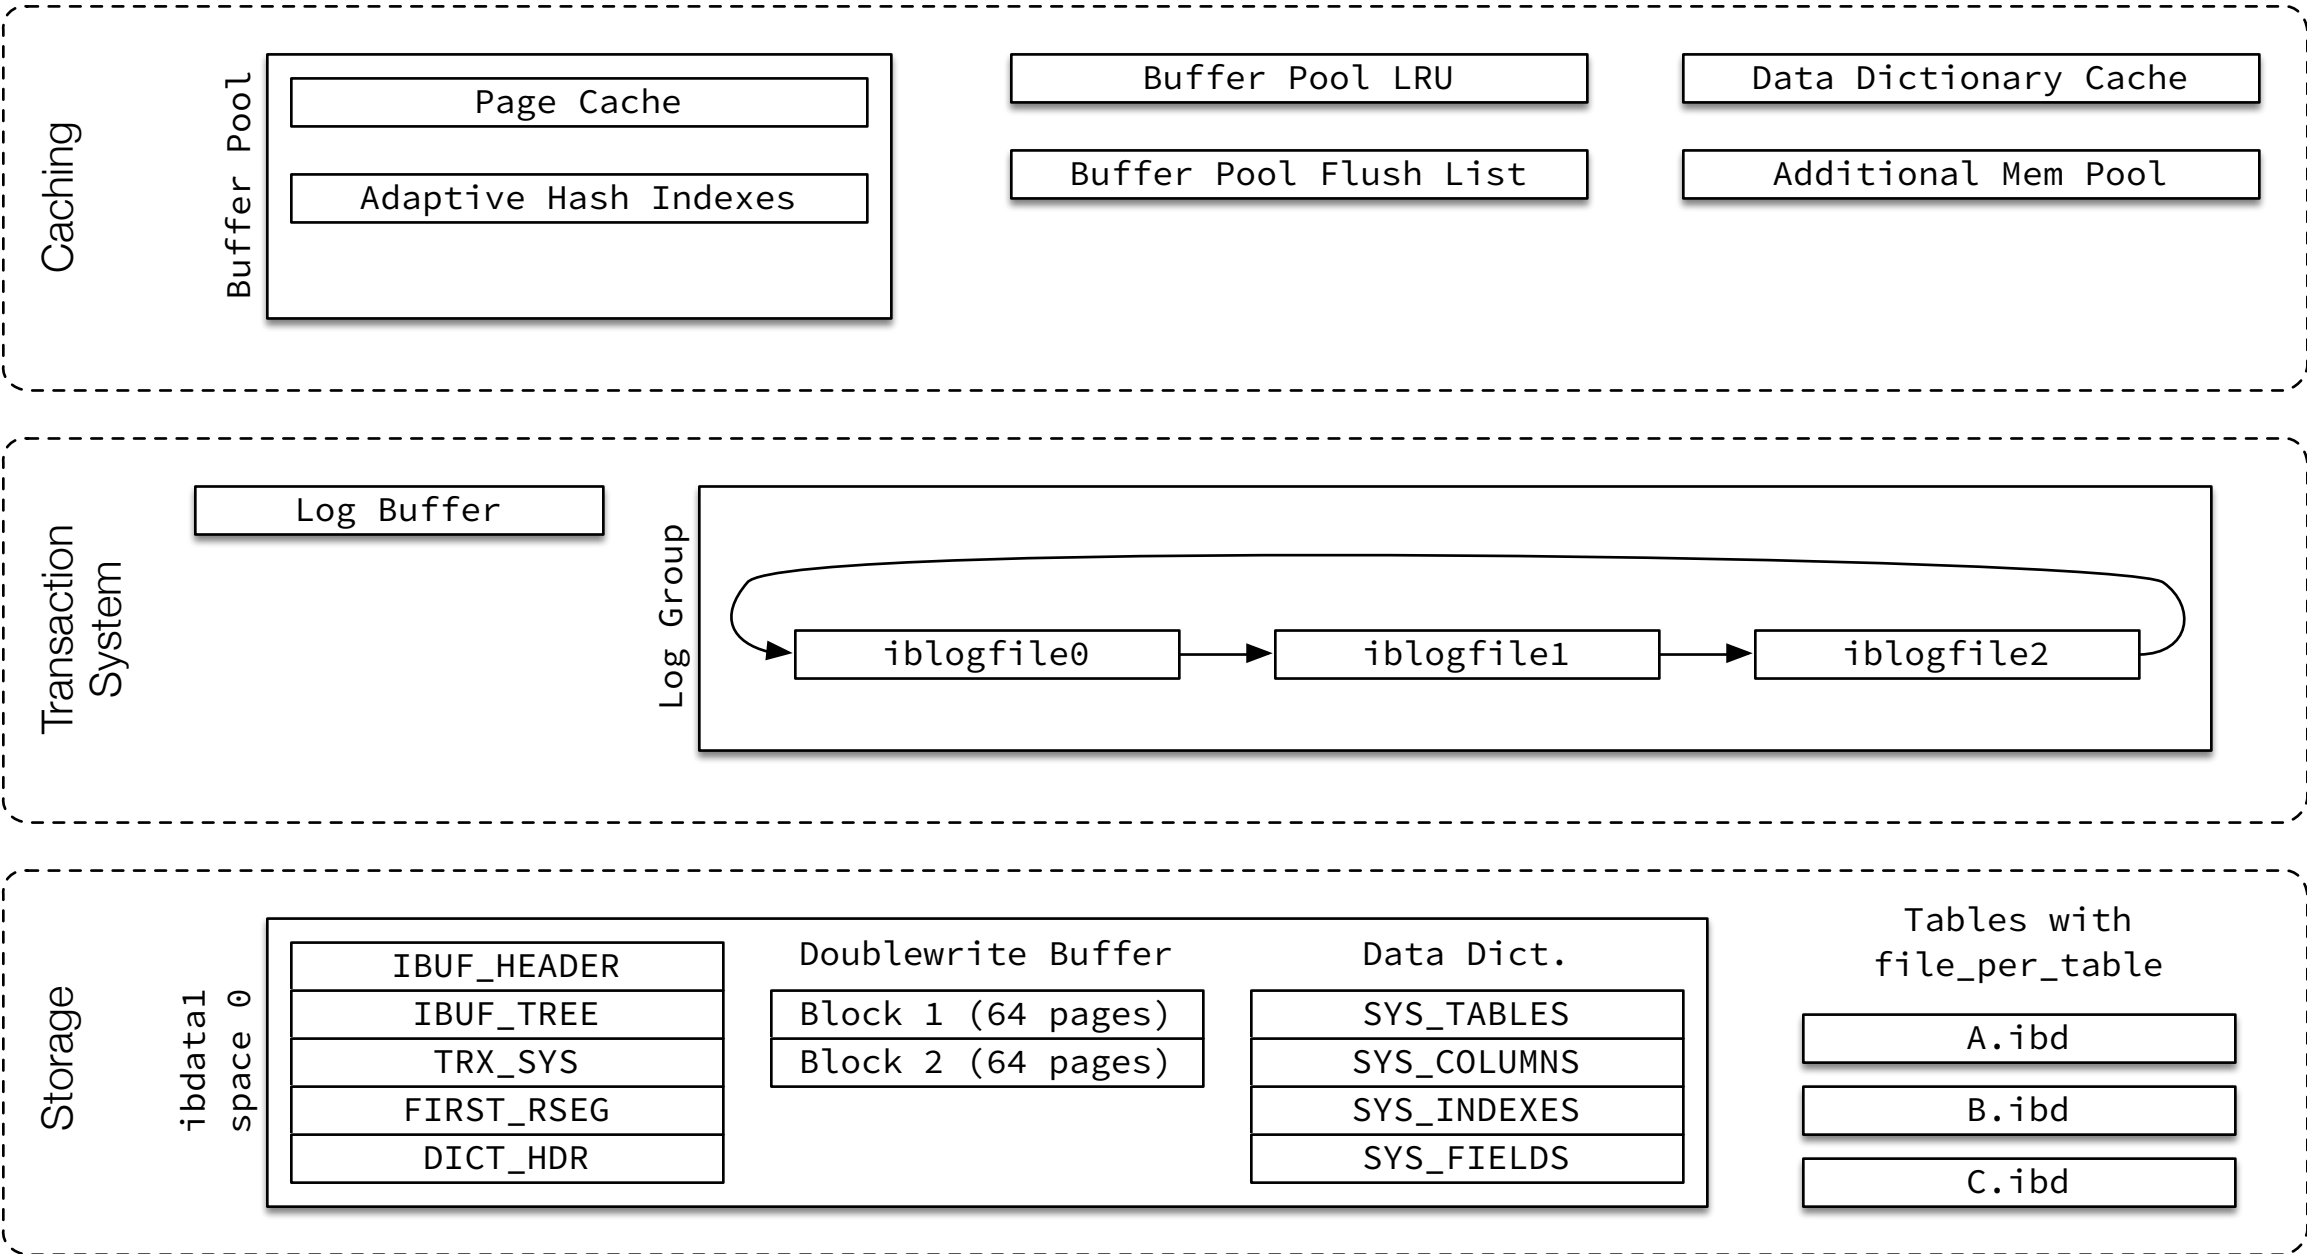 Caching
Buffer Pool
Page Cache
Adaptive Hash Indexes
Buffer Pool LRU
Buffer Pool Flush List
Data Dictionary Cache
Additional Mem Pool
Transaction
System
Log Buffer
Log Group
iblogfile0
iblogfile1
iblogfile2
Storage
ibdata1
space 0
IBUF_HEADER
IBUF_TREE
TRX_SYS
FIRST_RSEG
DICT_HDR
Doublewrite Buffer
Block 1 (64 pages)
Block 2 (64 pages)
Data Dict.
SYS_TABLES
SYS_COLUMNS
SYS_INDEXES
SYS_FIELDS
Tables with
file_per_table
A.ibd
B.ibd
C.ibd